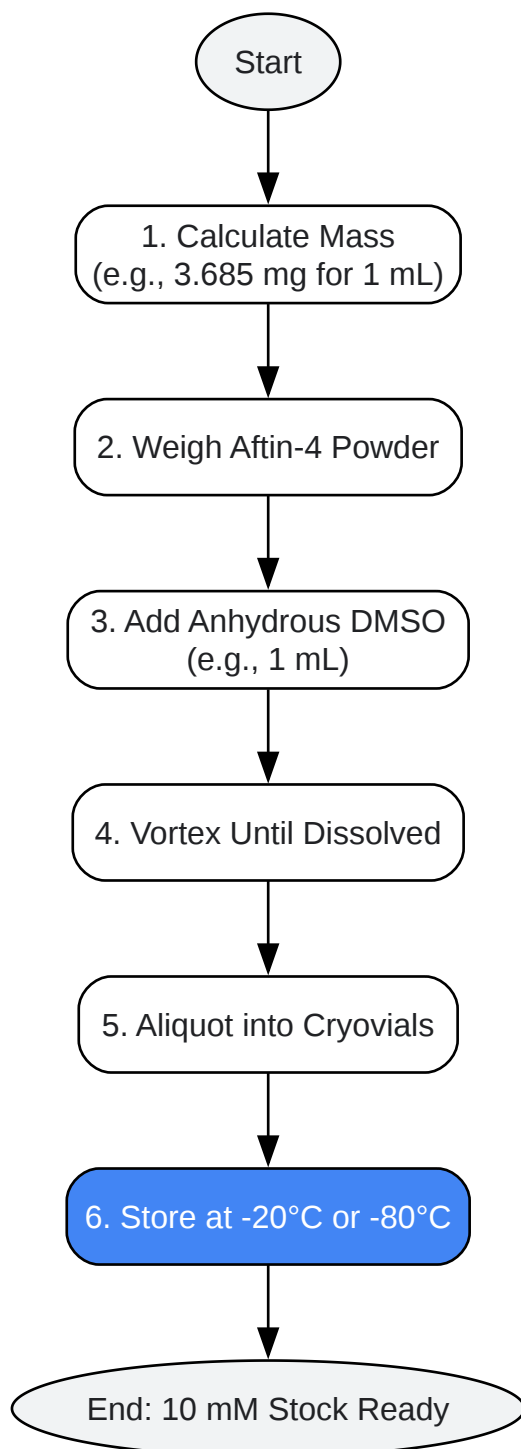 Start
1. Calculate Mass
(e.g., 3.685 mg for 1 mL)
2. Weigh Aftin-4 Powder
3. Add Anhydrous DMSO
(e.g., 1 mL)
4. Vortex Until Dissolved
5. Aliquot into Cryovials
6. Store at -20°C or -80°C
End: 10 mM Stock Ready